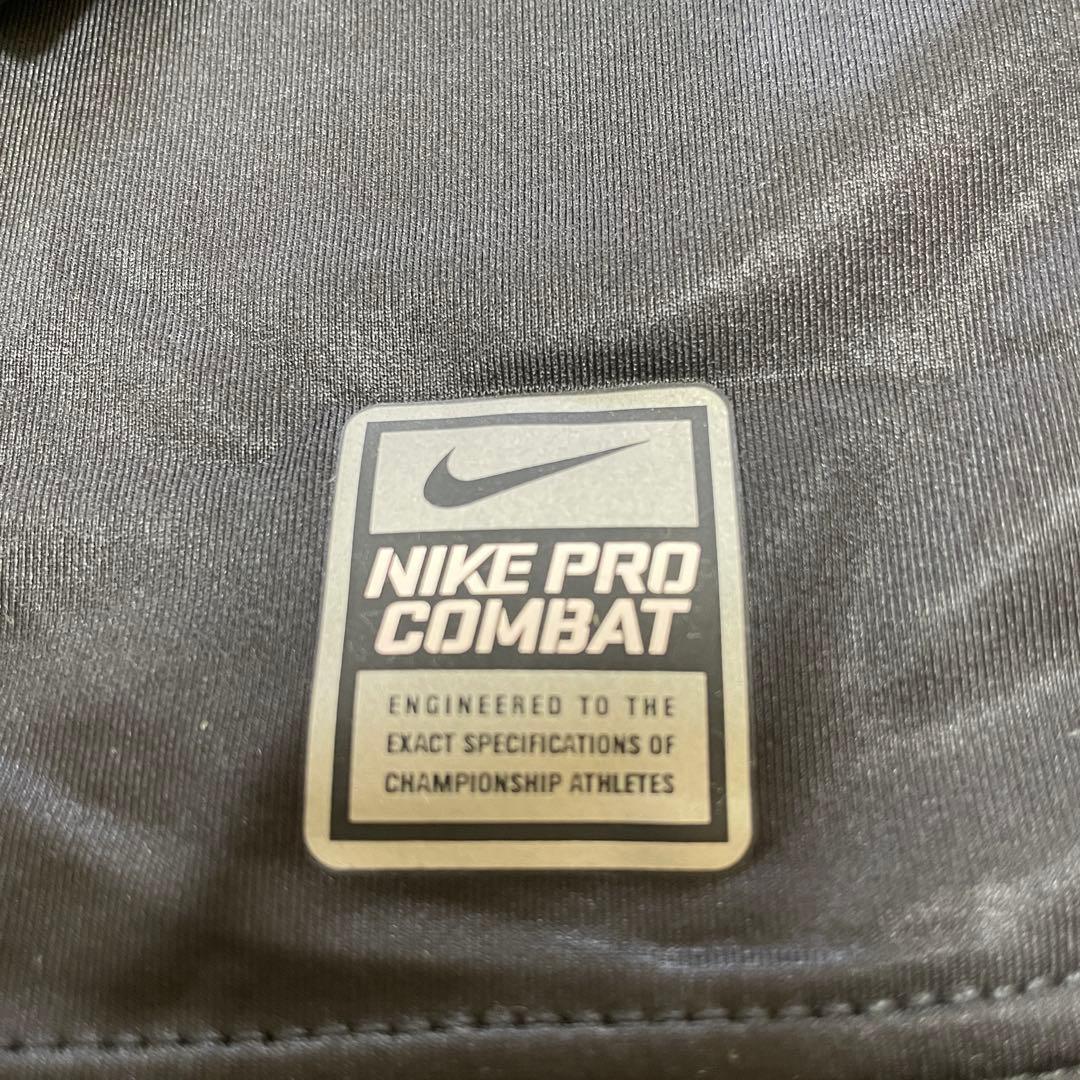 NIKE PRO
COMBAT
ENGINEERED TO THE
EXACT SPECIFICATIONS OF
CHAMPIONSHIP ATHLETES